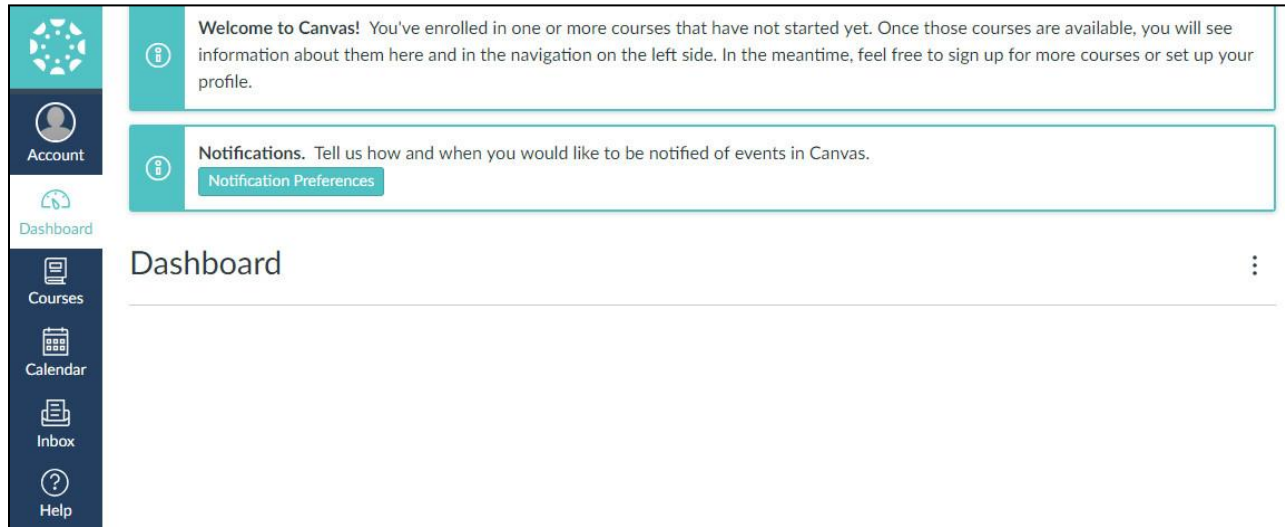 Welcome to Canvas! You've enrolled in one or more courses that have not started yet. Once those courses are available, you will see
information about them here and in the navigation on the left side. In the meantime, feel free to sign up for more courses or set up your
profile.
Account
Notifications. Tell us how and when you would like to be notified of events in Canvas.
Notification Preferences
Dashboard
Dashboard
Courses
Calendar
Inbox
Help